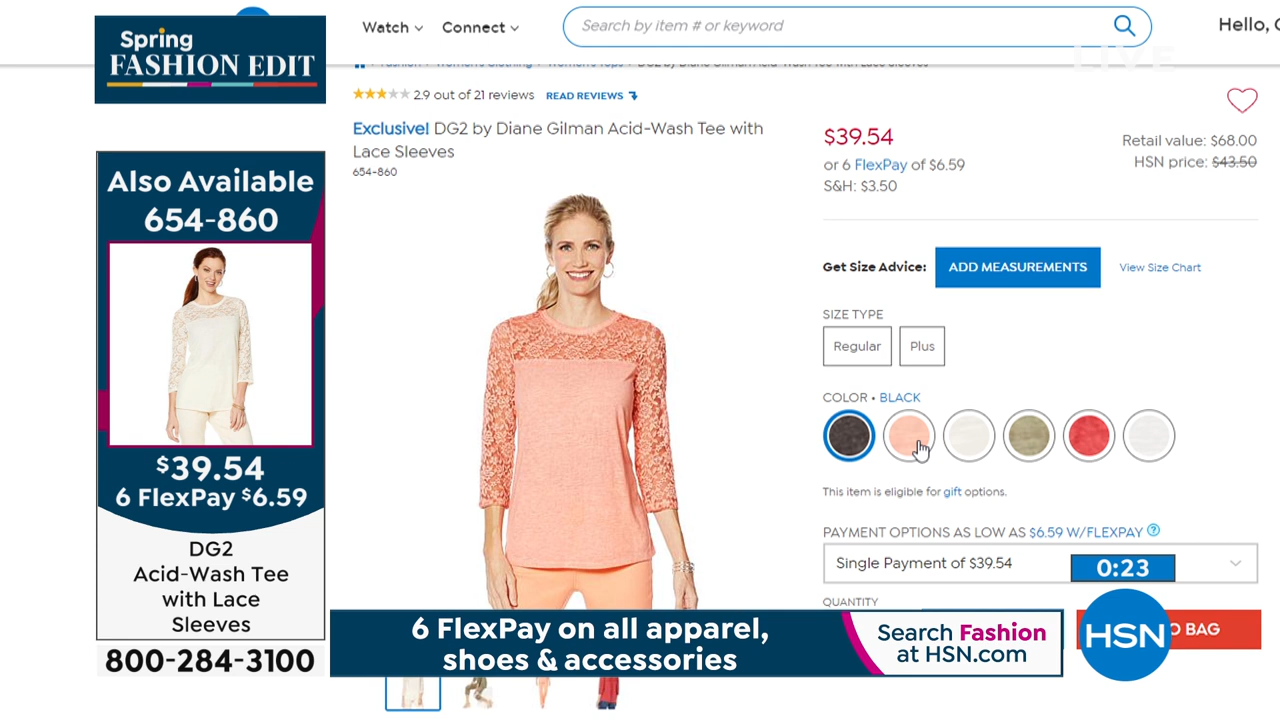 Spring
FASHION EDIT
Watch
Connect
Search by item # or keyword
Hello,
LIVE
2.9 out of 21 reviews READ REVIEWS
Exclusive! DG2 by Diane Gilman Acid-Wash Tee with
Lace Sleeves
654-860
$39.54
or 6 FlexPay of $6.59
S&H: $3.50
Retail value: $68.00
HSN price: $43.50
Get Size Advice: ADD MEASUREMENTS View Size Chart
SIZE TYPE
Regular Plus
COLOR • BLACK
This item is eligible for gift options.
PAYMENT OPTIONS AS LOW AS $6.59 W/FLEXPAY ?
Single Payment of $39.54
0:23
QUANTITY
BAG
HSN
Also Available
654-860
$39.54
6 FlexPay $6.59
DG2
Acid-Wash Tee
with Lace
Sleeves
800-284-3100
6 FlexPay on all apparel,
shoes & accessories
Search Fashion
at HSN.com